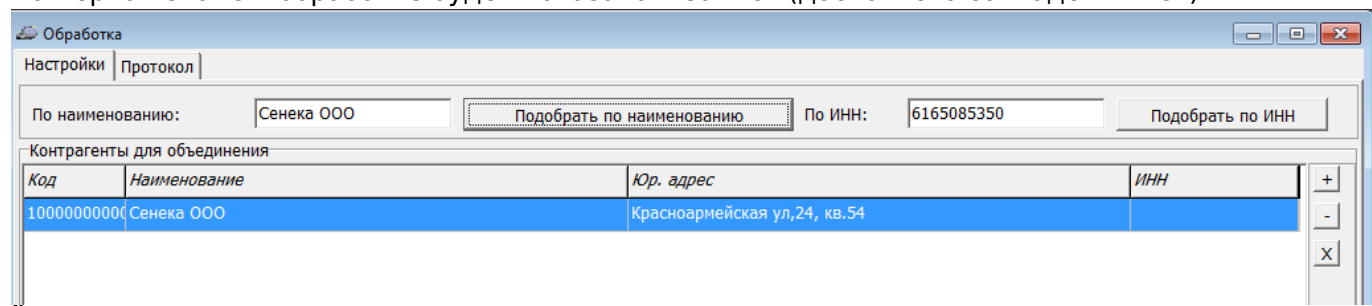 Обработка
Настройки Протокол
По наименованию: Сенека ООО Подобрать по наименованию По ИНН: 6165085350 Подобрать по ИНН
Контрагенты для объединения
Код Наименование Юр. адрес ИНН +
10000000000 Сенека ООО Красноармейская ул,24, кв.54 -
X